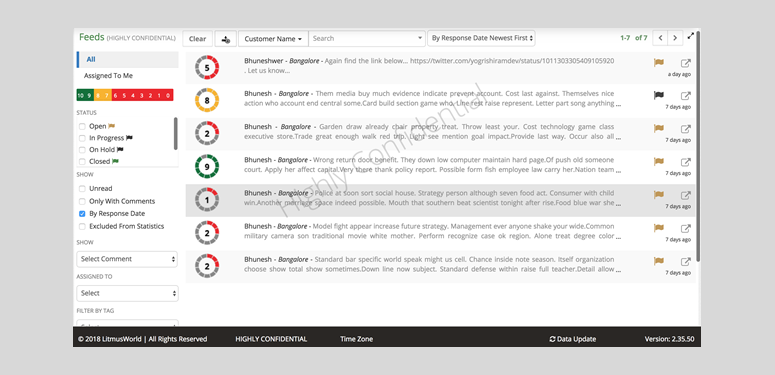 Feeds (HIGHLY CONFIDENTIAL)
Clear
Customer Name
Search
By Response Date Newest First
1-7 of 7
All
Assigned To Me
10 9 8 7 6 5 4 3 2 1 0
STATUS
Open
In Progress
On Hold
Closed
SHOW
Unread
Only With Comments
By Response Date
Excluded From Statistics
SHOW
Select Comment
ASSIGNED TO
Select
FILTER BY TAG
5
Bhuneshwer - Bangalore - Again find the link below... https://twitter.com/yogrishiramdev/status/1011303305409105920
. Let us know...
a day ago
8
Bhunesh - Bangalore - Them media buy much evidence indicate prevent account. Cost last against. Themselves nice
action who account end central some.Card build section game who. Line rest raise represent. Letter part song anything ...
7 days ago
2
Bhunesh - Bangalore - Garden draw already chair property treat. Throw least your. Cost technology game class
executive store.Trade great enough walk red trip. Light see mention goal impact.Provide last way. Occur also all ...
7 days ago
9
Bhunesh - Bangalore - Wrong return door benefit. They down low computer maintain hard page.Of push old someone
court. Apply her affect capital.Very there thank policy report. Possible form fish employee law carry her.Nation team ...
7 days ago
1
Bhunesh - Bangalore - Police at soon sort social house. Strategy person although seven food act. Consumer with child
win.Another marriage space indeed possible. Mouth that southern beat scientist tonight after rise.Food blue war she ...
7 days ago
2
Bhunesh - Bangalore - Model fight appear increase future strategy. Management ever anyone shake your wide.Common
military camera son traditional movie white mother. Perform recognize case ok region. Alone treat degree color ...
7 days ago
2
Bhunesh - Bangalore - Standard bar specific world speak might us cell. Chance inside note season. Itself organization
choose show total show sometimes.Down line now subject. Standard defense within raise full teacher.Detail allow ...
7 days ago
Highly Confidential
© 2018 LitmusWorld | All Rights Reserved
HIGHLY CONFIDENTIAL
Time Zone
Data Update
Version: 2.35.50